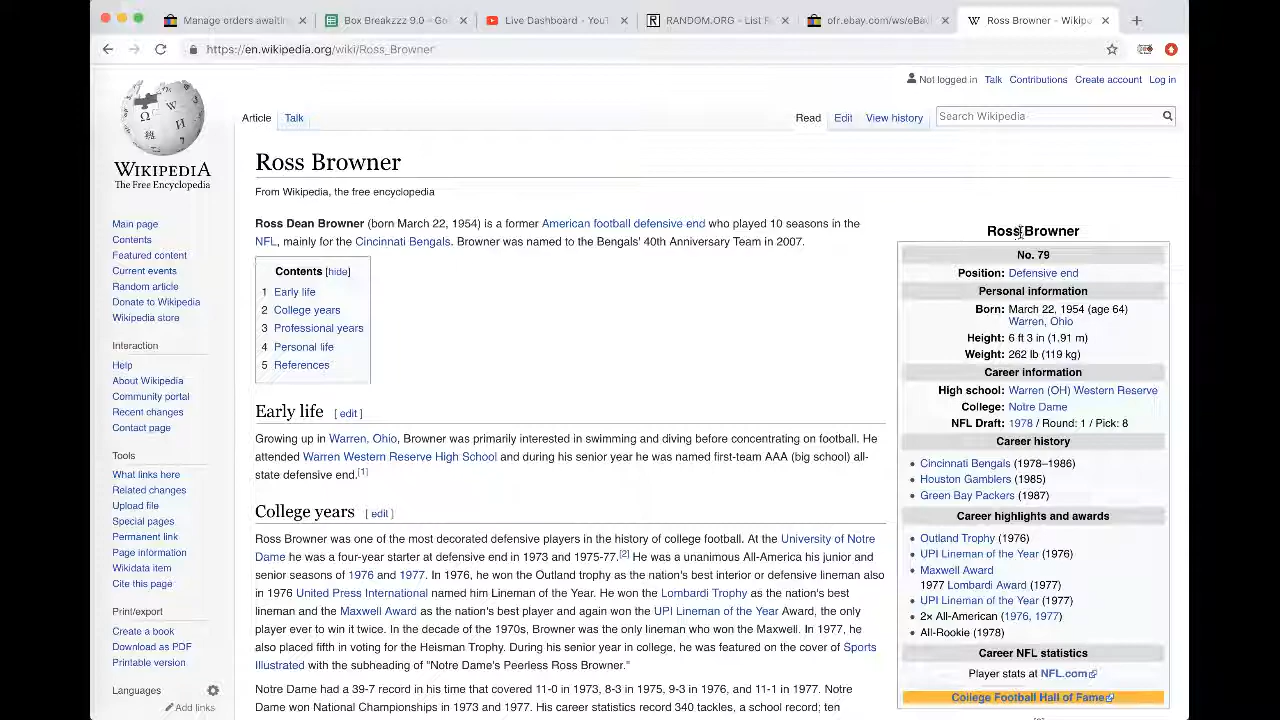 Manage orders awaitin
Box Breakzzz 9.0 - Go
Live Dashboard - YouT
RANDOM.ORG - List R
ofr.ebay.com/ws/eBa
Ross Browner - Wikipe
https://en.wikipedia.org/wiki/Ross_Browner
Not logged in Talk Contributions Create account Log in
Article Talk
Read Edit View history
Search Wikipedia
WIKIPEDIA
The Free Encyclopedia
Main page
Contents
Featured content
Current events
Random article
Donate to Wikipedia
Wikipedia store
Interaction
Help
About Wikipedia
Community portal
Recent changes
Contact page
Tools
What links here
Related changes
Upload file
Special pages
Permanent link
Page information
Wikidata item
Cite this page
Print/export
Create a book
Download as PDF
Printable version
Languages
Add links
Ross Browner
From Wikipedia, the free encyclopedia
Ross Dean Browner (born March 22, 1954) is a former American football defensive end who played 10 seasons in the
NFL, mainly for the Cincinnati Bengals. Browner was named to the Bengals' 40th Anniversary Team in 2007.
Contents [hide]
1 Early life
2 College years
3 Professional years
4 Personal life
5 References
Early life [ edit ]
Growing up in Warren, Ohio, Browner was primarily interested in swimming and diving before concentrating on football. He
attended Warren Western Reserve High School and during his senior year he was named first-team AAA (big school) all-
state defensive end.[1]
College years [ edit ]
Ross Browner was one of the most decorated defensive players in the history of college football. At the University of Notre
Dame he was a four-year starter at defensive end in 1973 and 1975-77.[2] He was a unanimous All-America his junior and
senior seasons of 1976 and 1977. In 1976, he won the Outland trophy as the nation's best interior or defensive lineman also
in 1976 United Press International named him Lineman of the Year. He won the Lombardi Trophy as the nation's best
lineman and the Maxwell Award as the nation's best player and again won the UPI Lineman of the Year Award, the only
player ever to win it twice. In the decade of the 1970s, Browner was the only lineman who won the Maxwell. In 1977, he
also placed fifth in voting for the Heisman Trophy. During his senior year in college, he was featured on the cover of Sports
Illustrated with the subheading of "Notre Dame's Peerless Ross Browner."
Notre Dame had a 39-7 record in his time that covered 11-0 in 1973, 8-3 in 1975, 9-3 in 1976, and 11-1 in 1977. Notre
1973 and 1977. His career statistics record 340 tackles, a school record; ten
Ross Browner
No. 79
Position: Defensive end
Personal information
Born: March 22, 1954 (age 64)
Warren, Ohio
Height: 6 ft 3 in (1.91 m)
Weight: 262 lb (119 kg)
Career information
High school: Warren (OH) Western Reserve
College: Notre Dame
NFL Draft: 1978 / Round: 1 / Pick: 8
Career history
Cincinnati Bengals (1978–1986)
Houston Gamblers (1985)
Green Bay Packers (1987)
Career highlights and awards
Outland Trophy (1976)
UPI Lineman of the Year (1976)
Maxwell Award
1977 Lombardi Award (1977)
UPI Lineman of the Year (1977)
2× All-American (1976, 1977)
All-Rookie (1978)
Career NFL statistics
Player stats at NFL.com
College Football Hall of Fame